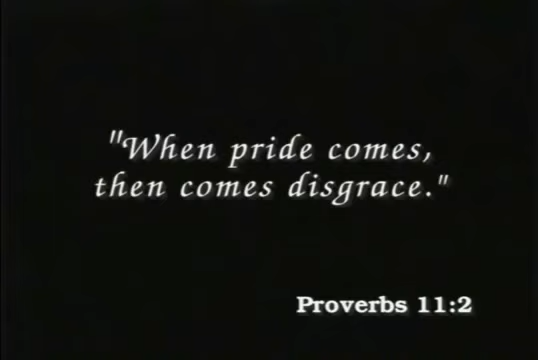 "When pride comes,
then comes disgrace."
Proverbs 11:2